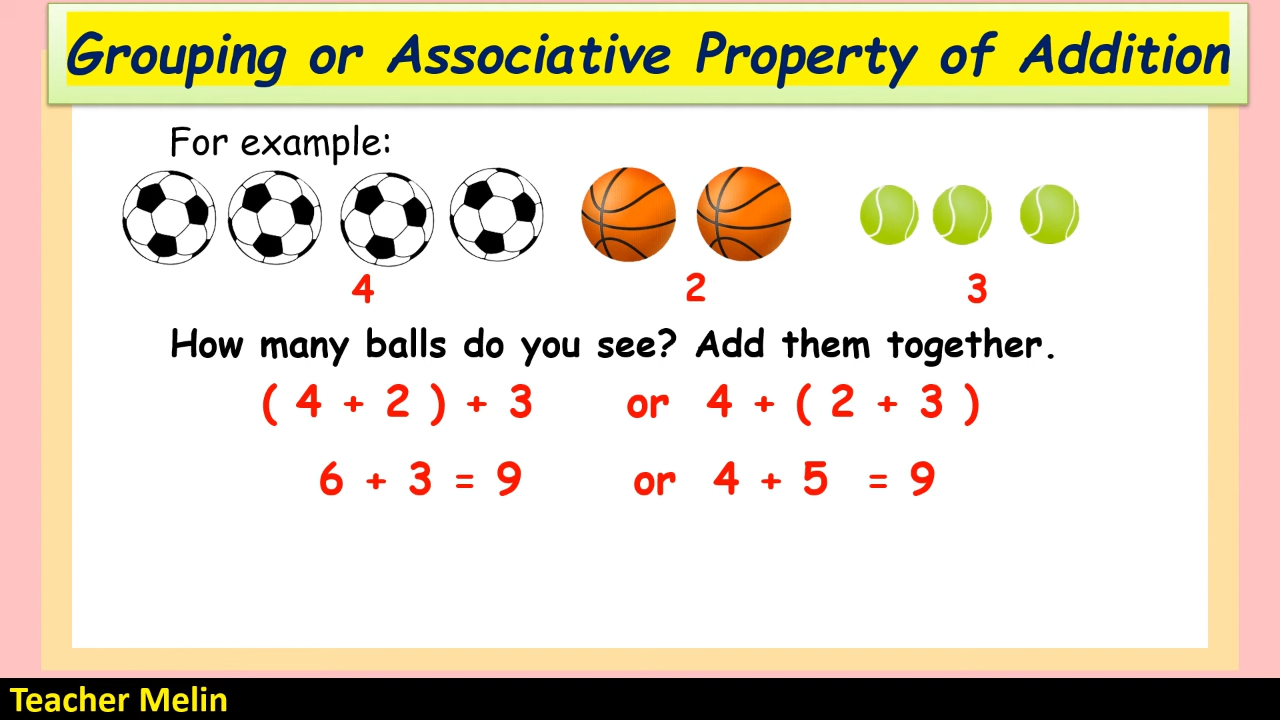 Grouping or Associative Property of Addition
For example:
4 2 3
How many balls do you see? Add them together.
( 4 + 2 ) + 3 or 4 + ( 2 + 3 )
6 + 3 = 9 or 4 + 5 = 9
Teacher Melin